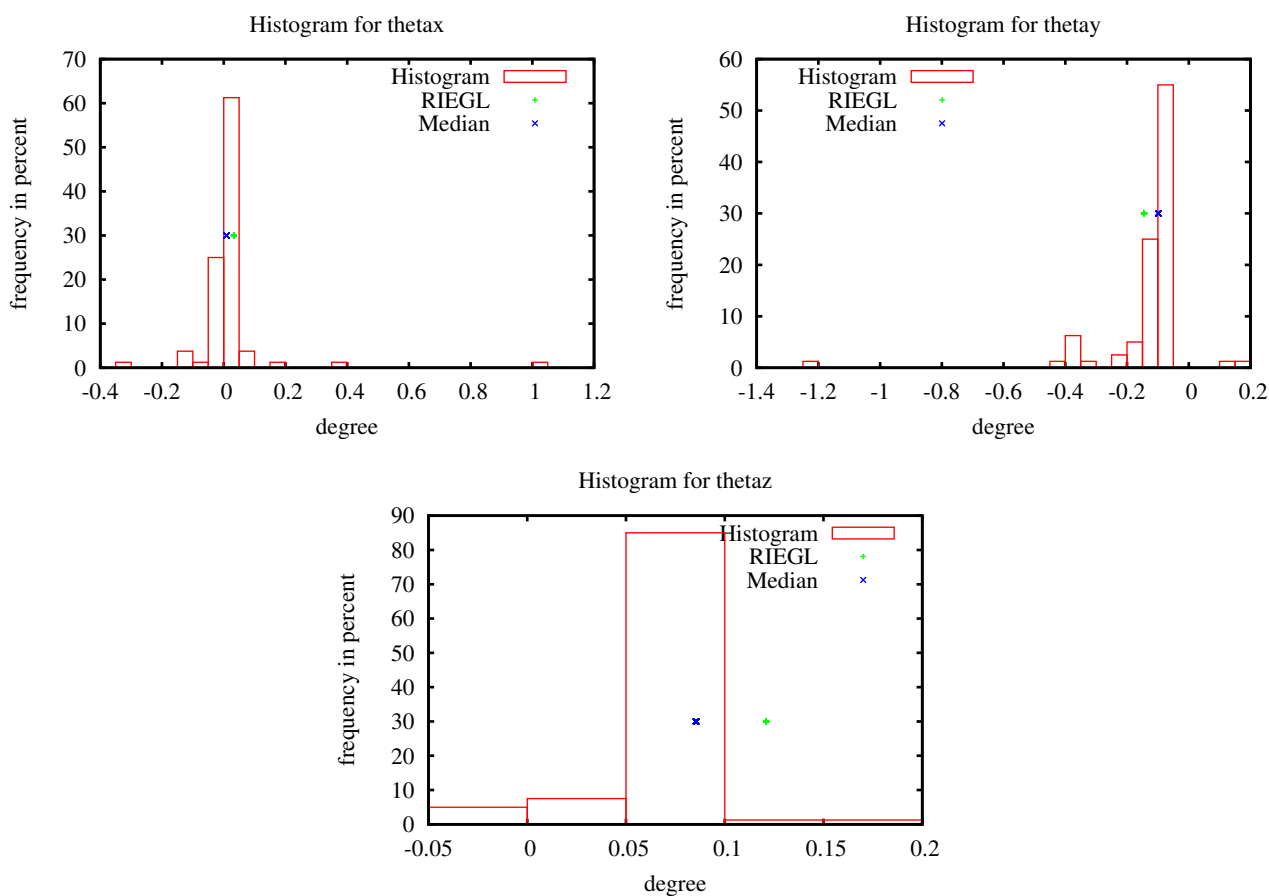 Histogram for thetax
70
60
50
40
30
20
10
0
frequency in percent
Histogram
RIEGL
Median
-0.4 -0.2 0 0.2 0.4 0.6 0.8 1 1.2
degree
Histogram for thetay
60
50
40
30
20
10
0
frequency in percent
Histogram
RIEGL
Median
-1.4 -1.2 -1 -0.8 -0.6 -0.4 -0.2 0 0.2
degree
Histogram for thetaz
90
80
70
60
50
40
30
20
10
0
frequency in percent
Histogram
RIEGL
Median
-0.05 0 0.05 0.1 0.15 0.2
degree